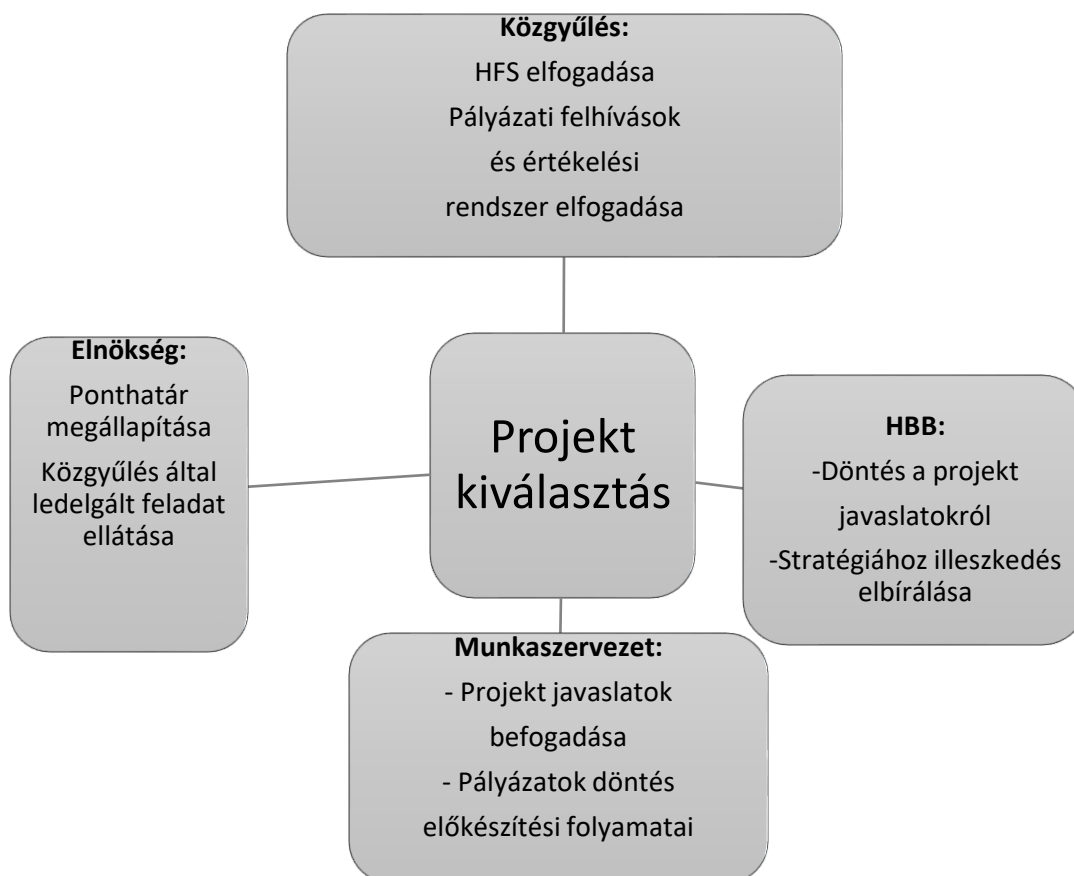 Közgyűlés:
HFS elfogadása
Pályázati felhívások
és értékelési
rendszer elfogadása
Elnökség:
Ponthatár
megállapítása
Közgyűlés által
ledelgált feladat
ellátása
Projekt
kiválasztás
HBB:
-Döntés a projekt
javaslatokról
-Stratégiához illeszkedés
elbírálása
Munkaszervezet:
- Projekt javaslatok
befogadása
- Pályázatok döntés
előkészítési folyamatai